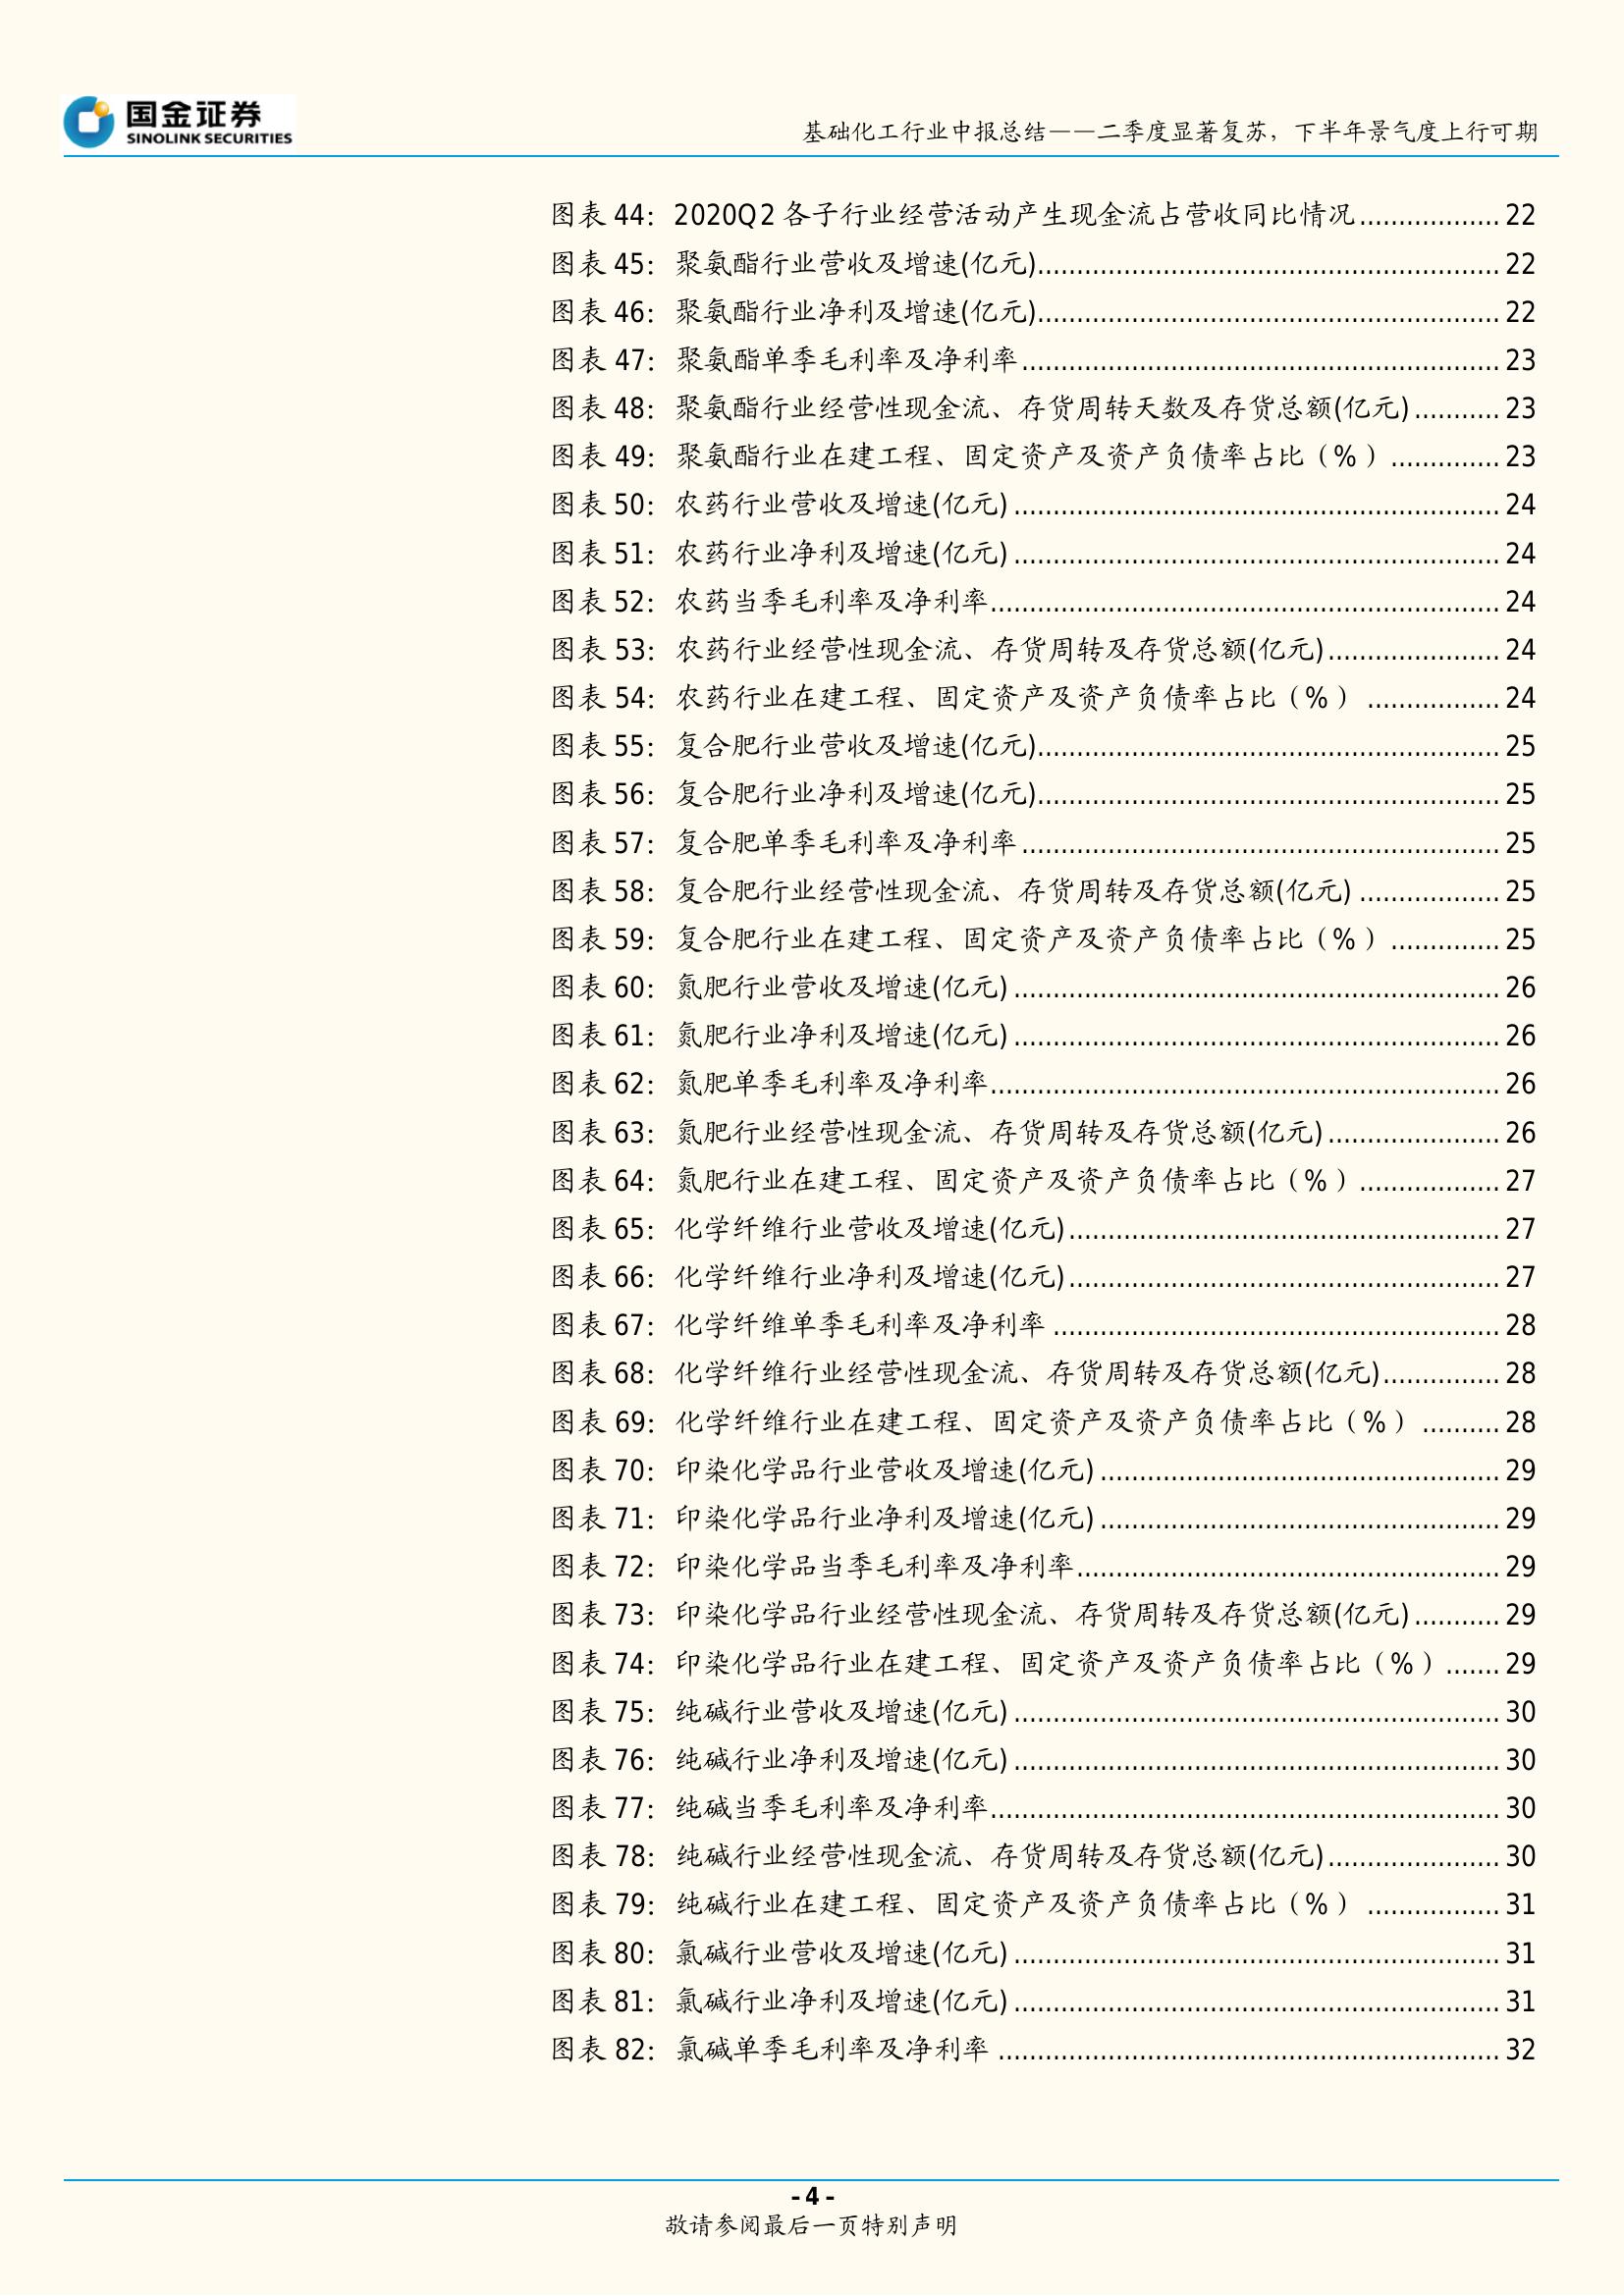 国金证券
SINOLINK SECURITIES
基础化工行业中报总结——二季度显著复苏，下半年景气度上行可期
图表 44：2020Q2 各子行业经营活动产生现金流占营收同比情况.................. 22
图表 45：聚氨酯行业营收及增速(亿元)........................................................... 22
图表 46：聚氨酯行业净利及增速(亿元)........................................................... 22
图表 47：聚氨酯单季毛利率及净利率............................................................. 23
图表 48：聚氨酯行业经营性现金流、存货周转天数及存货总额(亿元)........... 23
图表 49：聚氨酯行业在建工程、固定资产及资产负债率占比（%）.............. 23
图表 50：农药行业营收及增速(亿元).............................................................. 24
图表 51：农药行业净利及增速(亿元).............................................................. 24
图表 52：农药当季毛利率及净利率................................................................. 24
图表 53：农药行业经营性现金流、存货周转及存货总额(亿元)...................... 24
图表 54：农药行业在建工程、固定资产及资产负债率占比（%） ................. 24
图表 55：复合肥行业营收及增速(亿元)........................................................... 25
图表 56：复合肥行业净利及增速(亿元)........................................................... 25
图表 57：复合肥单季毛利率及净利率............................................................. 25
图表 58：复合肥行业经营性现金流、存货周转及存货总额(亿元) .................. 25
图表 59：复合肥行业在建工程、固定资产及资产负债率占比（%）.............. 25
图表 60：氮肥行业营收及增速(亿元).............................................................. 26
图表 61：氮肥行业净利及增速(亿元).............................................................. 26
图表 62：氮肥单季毛利率及净利率................................................................. 26
图表 63：氮肥行业经营性现金流、存货周转及存货总额(亿元)...................... 26
图表 64：氮肥行业在建工程、固定资产及资产负债率占比（%）.................. 27
图表 65：化学纤维行业营收及增速(亿元)....................................................... 27
图表 66：化学纤维行业净利及增速(亿元)....................................................... 27
图表 67：化学纤维单季毛利率及净利率 ......................................................... 28
图表 68：化学纤维行业经营性现金流、存货周转及存货总额(亿元)............... 28
图表 69：化学纤维行业在建工程、固定资产及资产负债率占比（%） .......... 28
图表 70：印染化学品行业营收及增速(亿元)................................................... 29
图表 71：印染化学品行业净利及增速(亿元)................................................... 29
图表 72：印染化学品当季毛利率及净利率...................................................... 29
图表 73：印染化学品行业经营性现金流、存货周转及存货总额(亿元)........... 29
图表 74：印染化学品行业在建工程、固定资产及资产负债率占比（%）....... 29
图表 75：纯碱行业营收及增速(亿元).............................................................. 30
图表 76：纯碱行业净利及增速(亿元).............................................................. 30
图表 77：纯碱当季毛利率及净利率................................................................. 30
图表 78：纯碱行业经营性现金流、存货周转及存货总额(亿元)...................... 30
图表 79：纯碱行业在建工程、固定资产及资产负债率占比（%） ................. 31
图表 80：氯碱行业营收及增速(亿元).............................................................. 31
图表 81：氯碱行业净利及增速(亿元).............................................................. 31
图表 82：氯碱单季毛利率及净利率 ................................................................ 32
- 4 -
敬请参阅最后一页特别声明